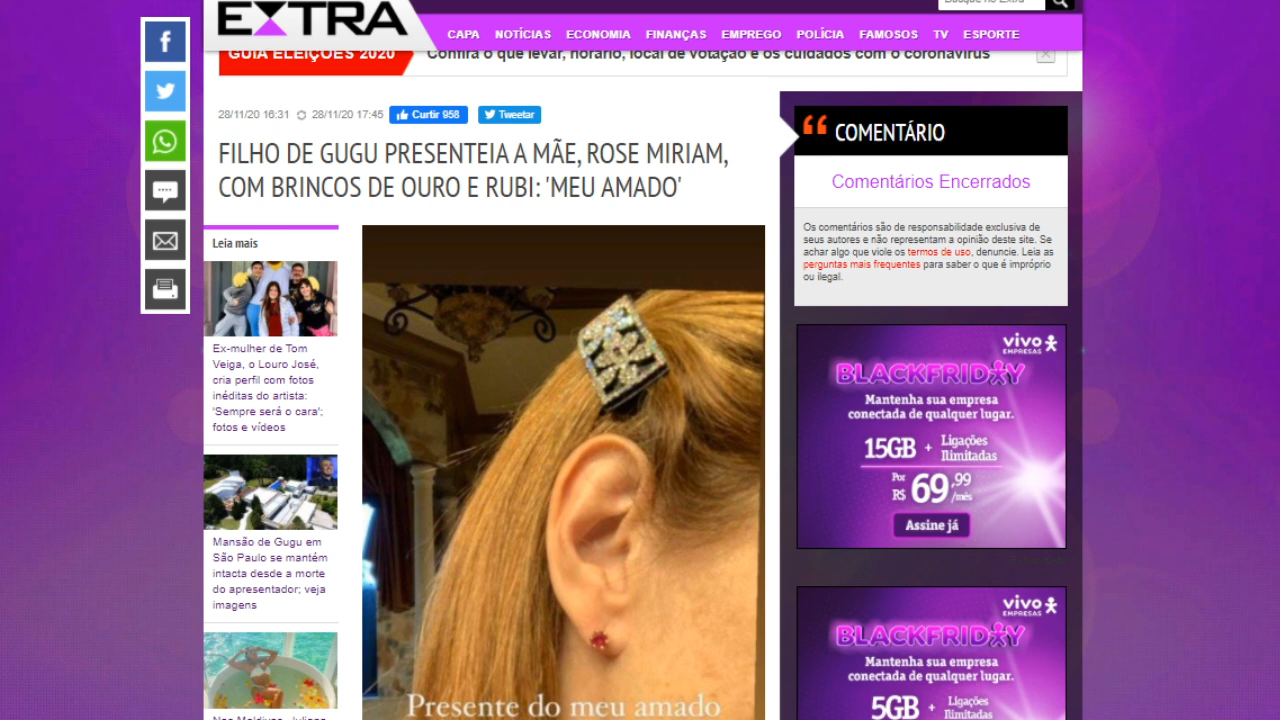 EXTRA
Busque no Extra
CAPA NOTÍCIAS ECONOMIA FINANÇAS EMPREGO POLÍCIA FAMOSOS TV ESPORTE
GUIA ELEIÇÕES 2020 Confira o que levar, horário, local de votação e os cuidados com o coronavírus
28/11/20 16:31 28/11/20 17:45 Curtir 958 Tweetar
FILHO DE GUGU PRESENTEIA A MÃE, ROSE MIRIAM,
COM BRINCOS DE OURO E RUBI: 'MEU AMADO'
Leia mais
Ex-mulher de Tom
Veiga, o Louro José,
cria perfil com fotos
inéditas do artista:
'Sempre será o cara';
fotos e vídeos
Mansão de Gugu em
São Paulo se mantém
intacta desde a morte
do apresentador; veja
imagens
Nas Maldivas, Juliana
Presente do meu amado
COMENTÁRIO
Comentários Encerrados
Os comentários são de responsabilidade exclusiva de
seus autores e não representam a opinião deste site. Se
achar algo que viole os termos de uso, denuncie. Leia as
perguntas mais frequentes para saber o que é impróprio
ou ilegal.
vivo
EMPRESAS
BLACKFRIDAY
Mantenha sua empresa
conectada de qualquer lugar.
15GB + Ligações
Ilimitadas
Por
R$ 69,99
/mês
Assine já
vivo
EMPRESAS
BLACKFRIDAY
Mantenha sua empresa
conectada de qualquer lugar.
5GB + Ligações
Ilimitadas